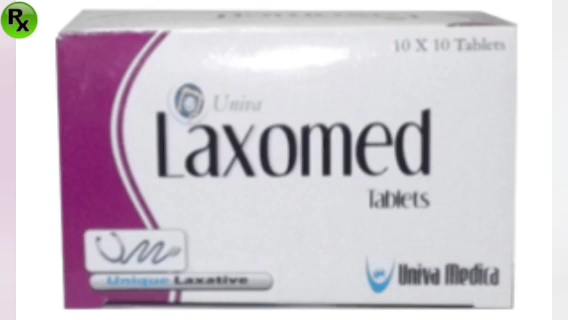 Rx
10 X 10 Tablets
Univa
Laxomed
Tablets
Unique Laxative
Univa Medica